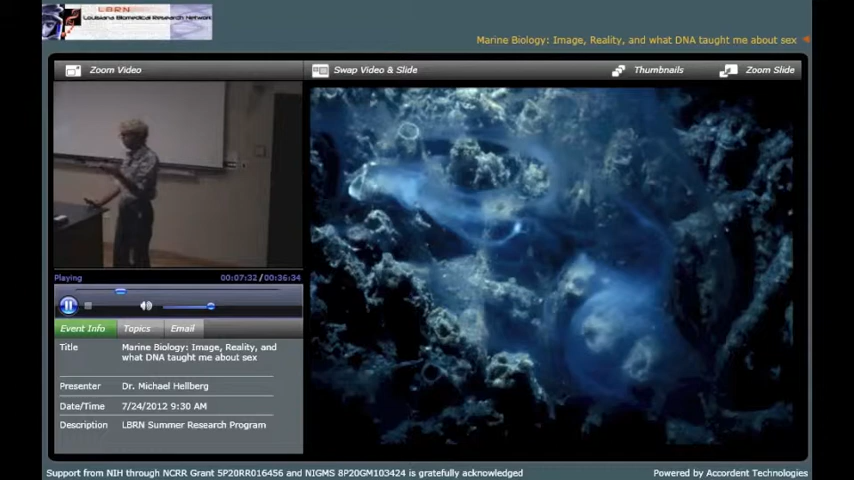 LBRN
Louisiana Biomedical Research Network
Marine Biology: Image, Reality, and what DNA taught me about sex
Zoom Video
Swap Video & Slide
Thumbnails
Zoom Slide
Playing
00:07:32/00:36:34
Event Info
Topics
Email
Title
Marine Biology: Image, Reality, and
what DNA taught me about sex
Presenter
Dr. Michael Hellberg
Date/Time
7/24/2012 9:30 AM
Description
LBRN Summer Research Program
Support from NIH through NCRR Grant 5P20RR016456 and NIGMS 8P20GM103424 is gratefully acknowledged
Powered by Accordent Technologies